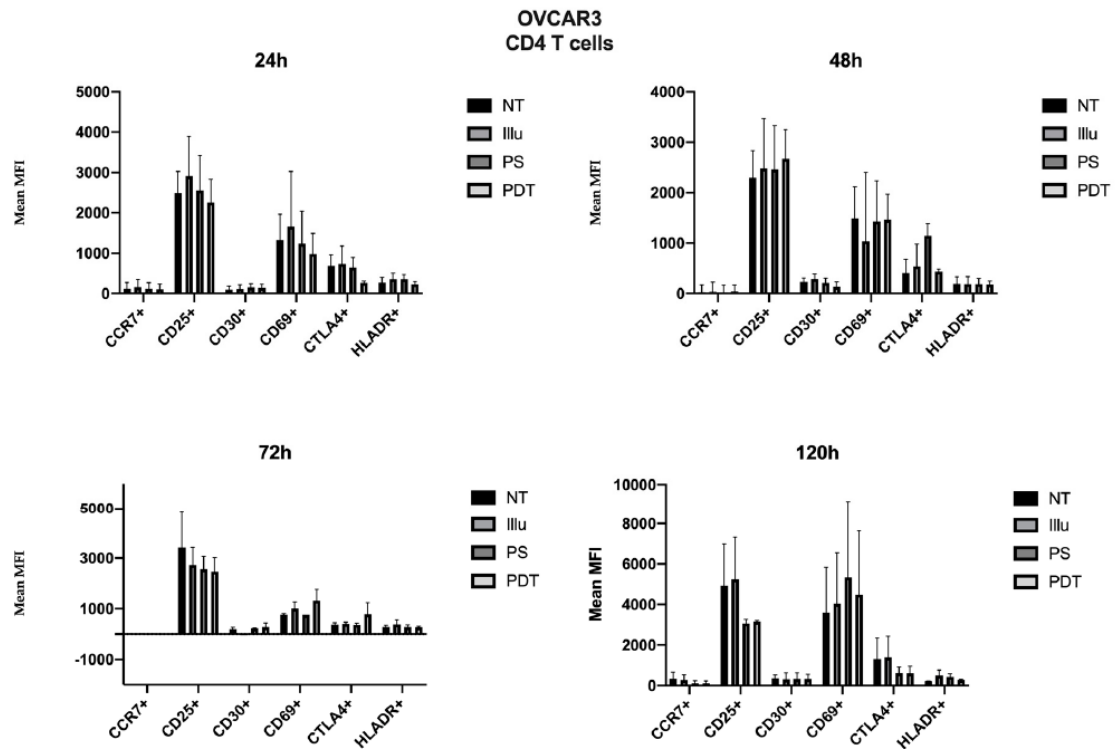 OVCAR3
CD4 T cells
24h
Mean MFI
5000
4000
3000
2000
1000
0
CCR7+
CD25+
CD30+
CD69+
CTLA4+
HLADR+
NT
Illu
PS
PDT
48h
Mean MFI
4000
3000
2000
1000
0
CCR7+
CD25+
CD30+
CD69+
CTLA4+
HLADR+
NT
Illu
PS
PDT
72h
Mean MFI
5000
3000
1000
-1000
CCR7+
CD25+
CD30+
CD69+
CTLA4+
HLADR+
NT
Illu
PS
PDT
120h
Mean MFI
10000
8000
6000
4000
2000
0
CCR7+
CD25+
CD30+
CD69+
CTLA4+
HLADR+
NT
Illu
PS
PDT